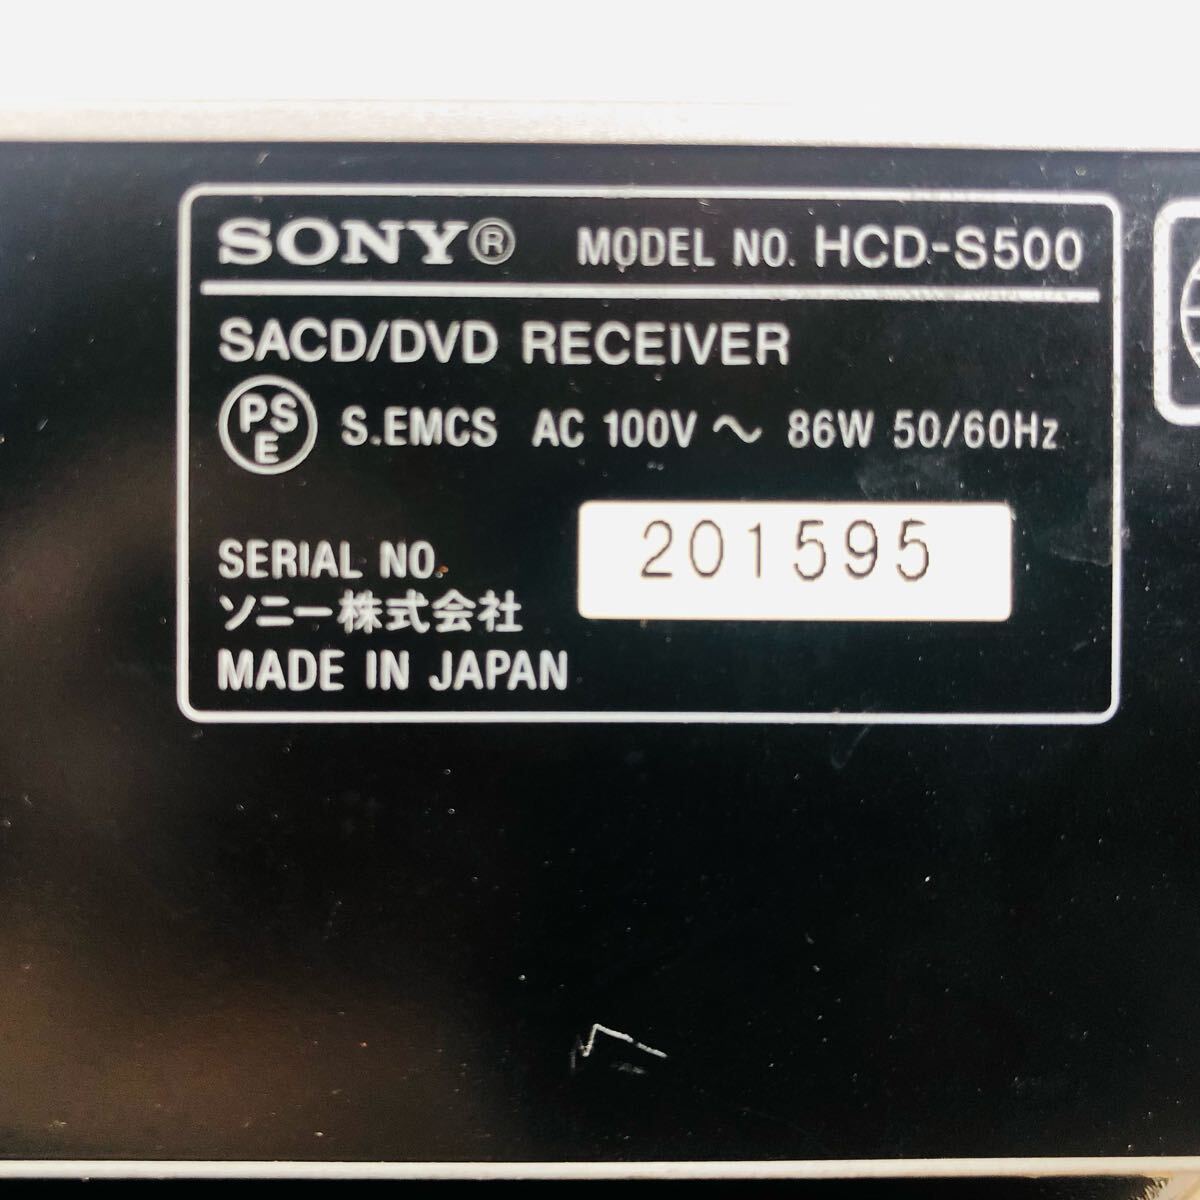 SONY® MODEL NO. HCD-S500
SACD/DVD RECEIVER
PSE S.EMCS AC 100V ～ 86W 50/60Hz
SERIAL NO. 201595
ソニー株式会社
MADE IN JAPAN